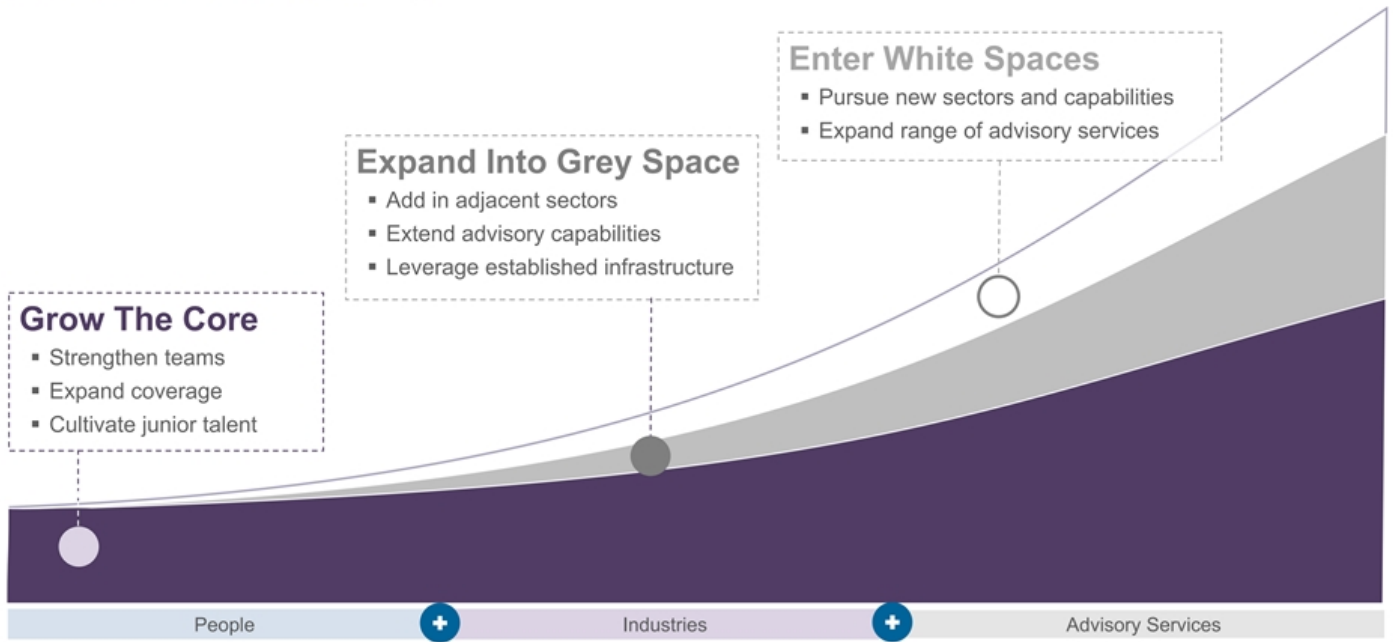 Enter White Spaces
▪ Pursue new sectors and capabilities
▪ Expand range of advisory services
Expand Into Grey Space
▪ Add in adjacent sectors
▪ Extend advisory capabilities
▪ Leverage established infrastructure
Grow The Core
▪ Strengthen teams
▪ Expand coverage
▪ Cultivate junior talent
People
Industries
Advisory Services